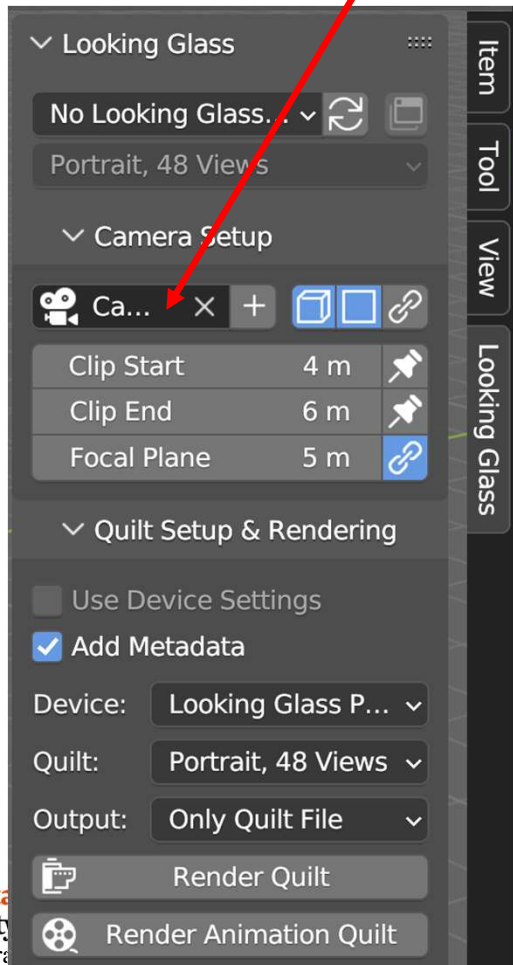 Looking Glass
No Looking Glass...
Portrait, 48 Views
Camera Setup
Ca...
Clip Start 4 m
Clip End 6 m
Focal Plane 5 m
Quilt Setup & Rendering
Use Device Settings
Add Metadata
Device: Looking Glass P...
Quilt: Portrait, 48 Views
Output: Only Quilt File
Render Quilt
Render Animation Quilt
Item
Tool
View
Looking Glass